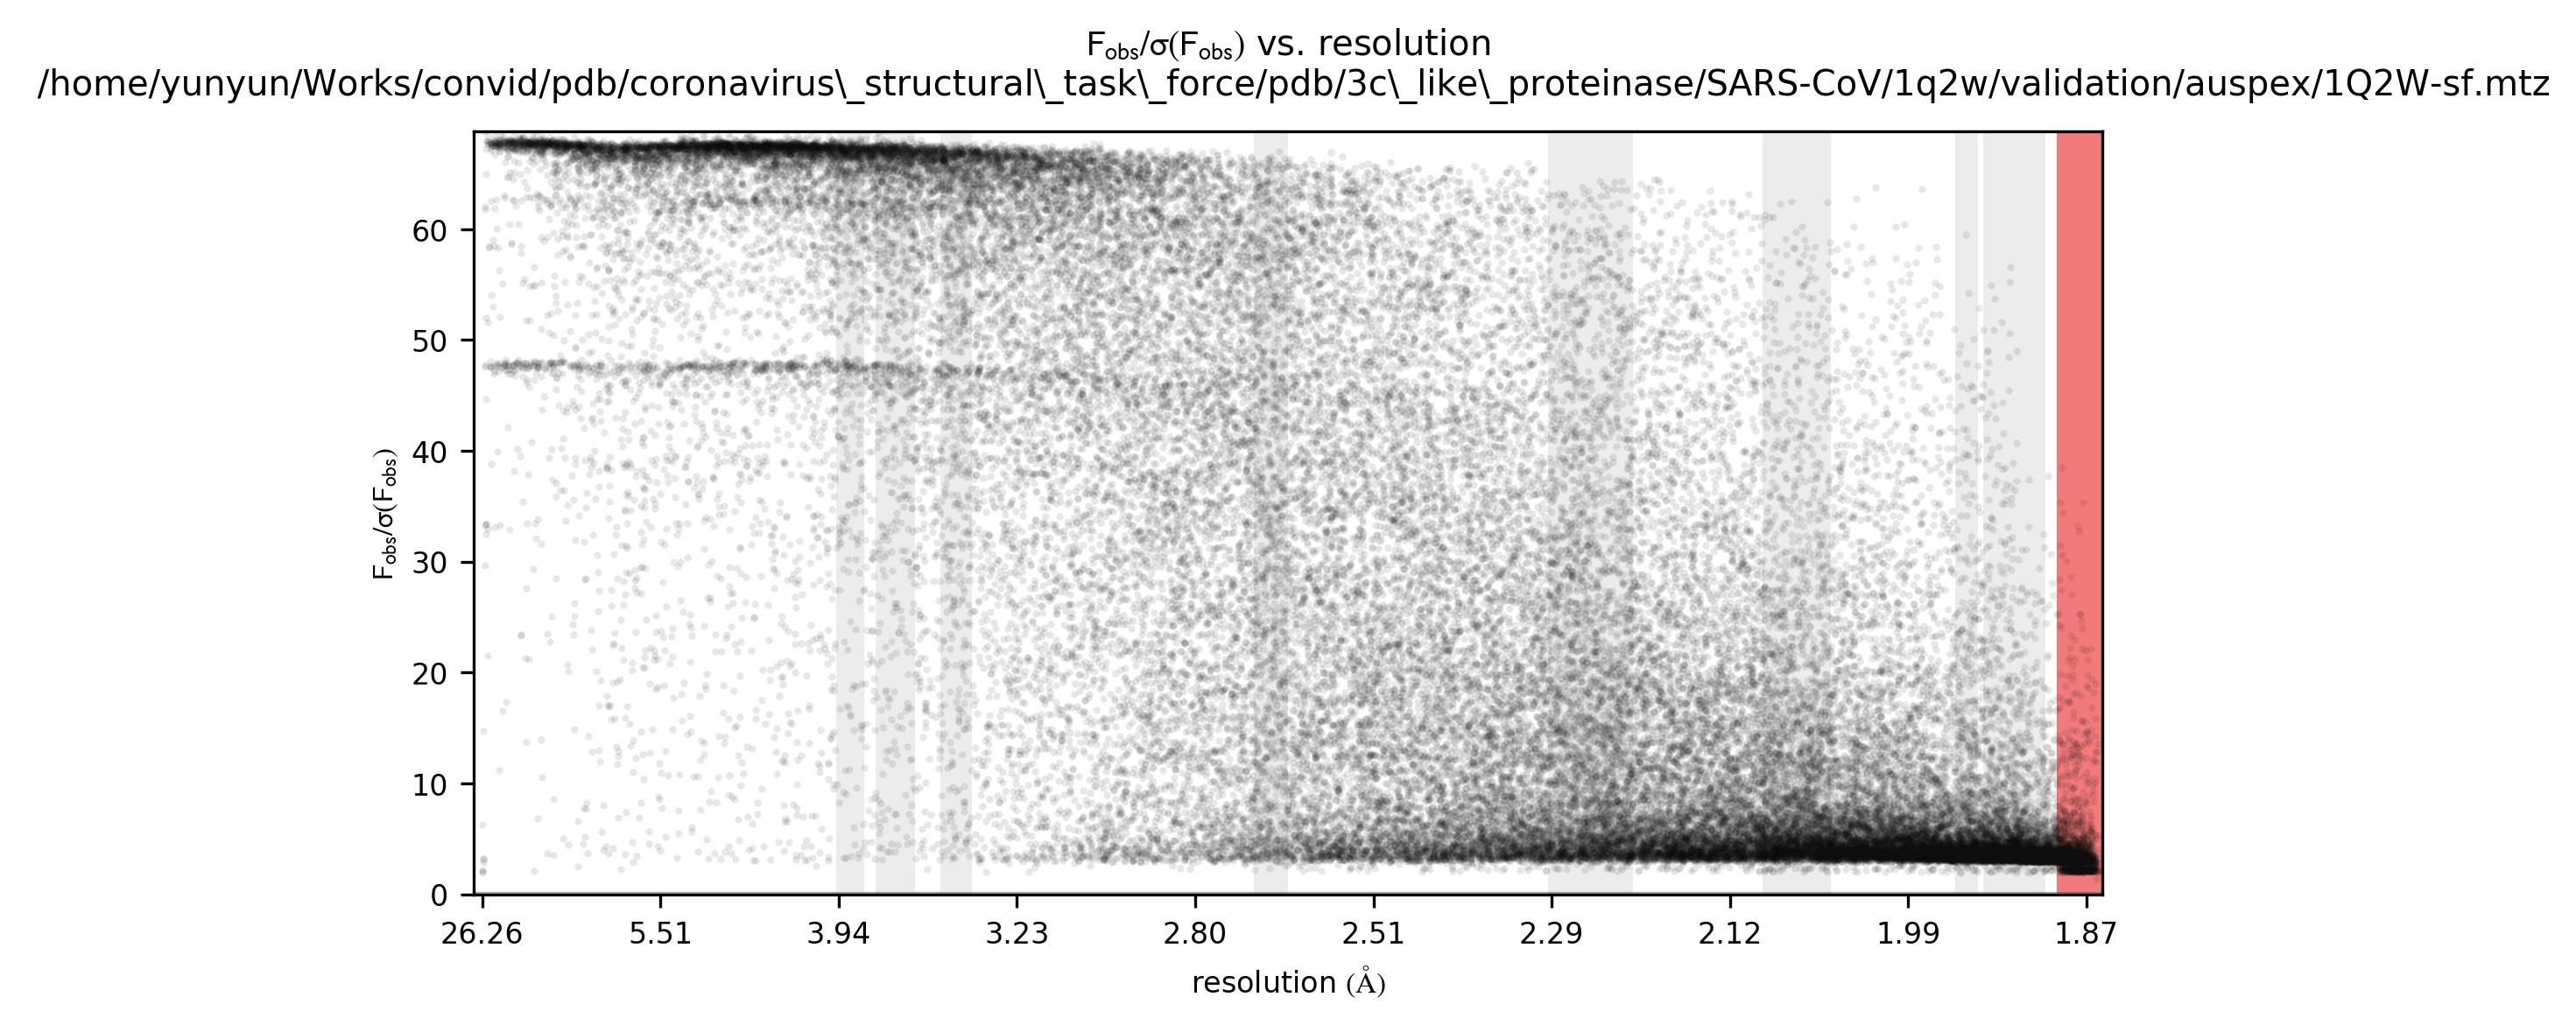 Fobs/σ(Fobs) vs. resolution
/home/yunyun/Works/convid/pdb/coronavirus\_structural\_task\_force/pdb/3c\_like\_proteinase/SARS-CoV/1q2w/validation/auspex/1Q2W-sf.mtz
Fobs/σ(Fobs)
60
50
40
30
20
10
0
26.26 5.51 3.94 3.23 2.80 2.51 2.29 2.12 1.99 1.87
resolution (Å)